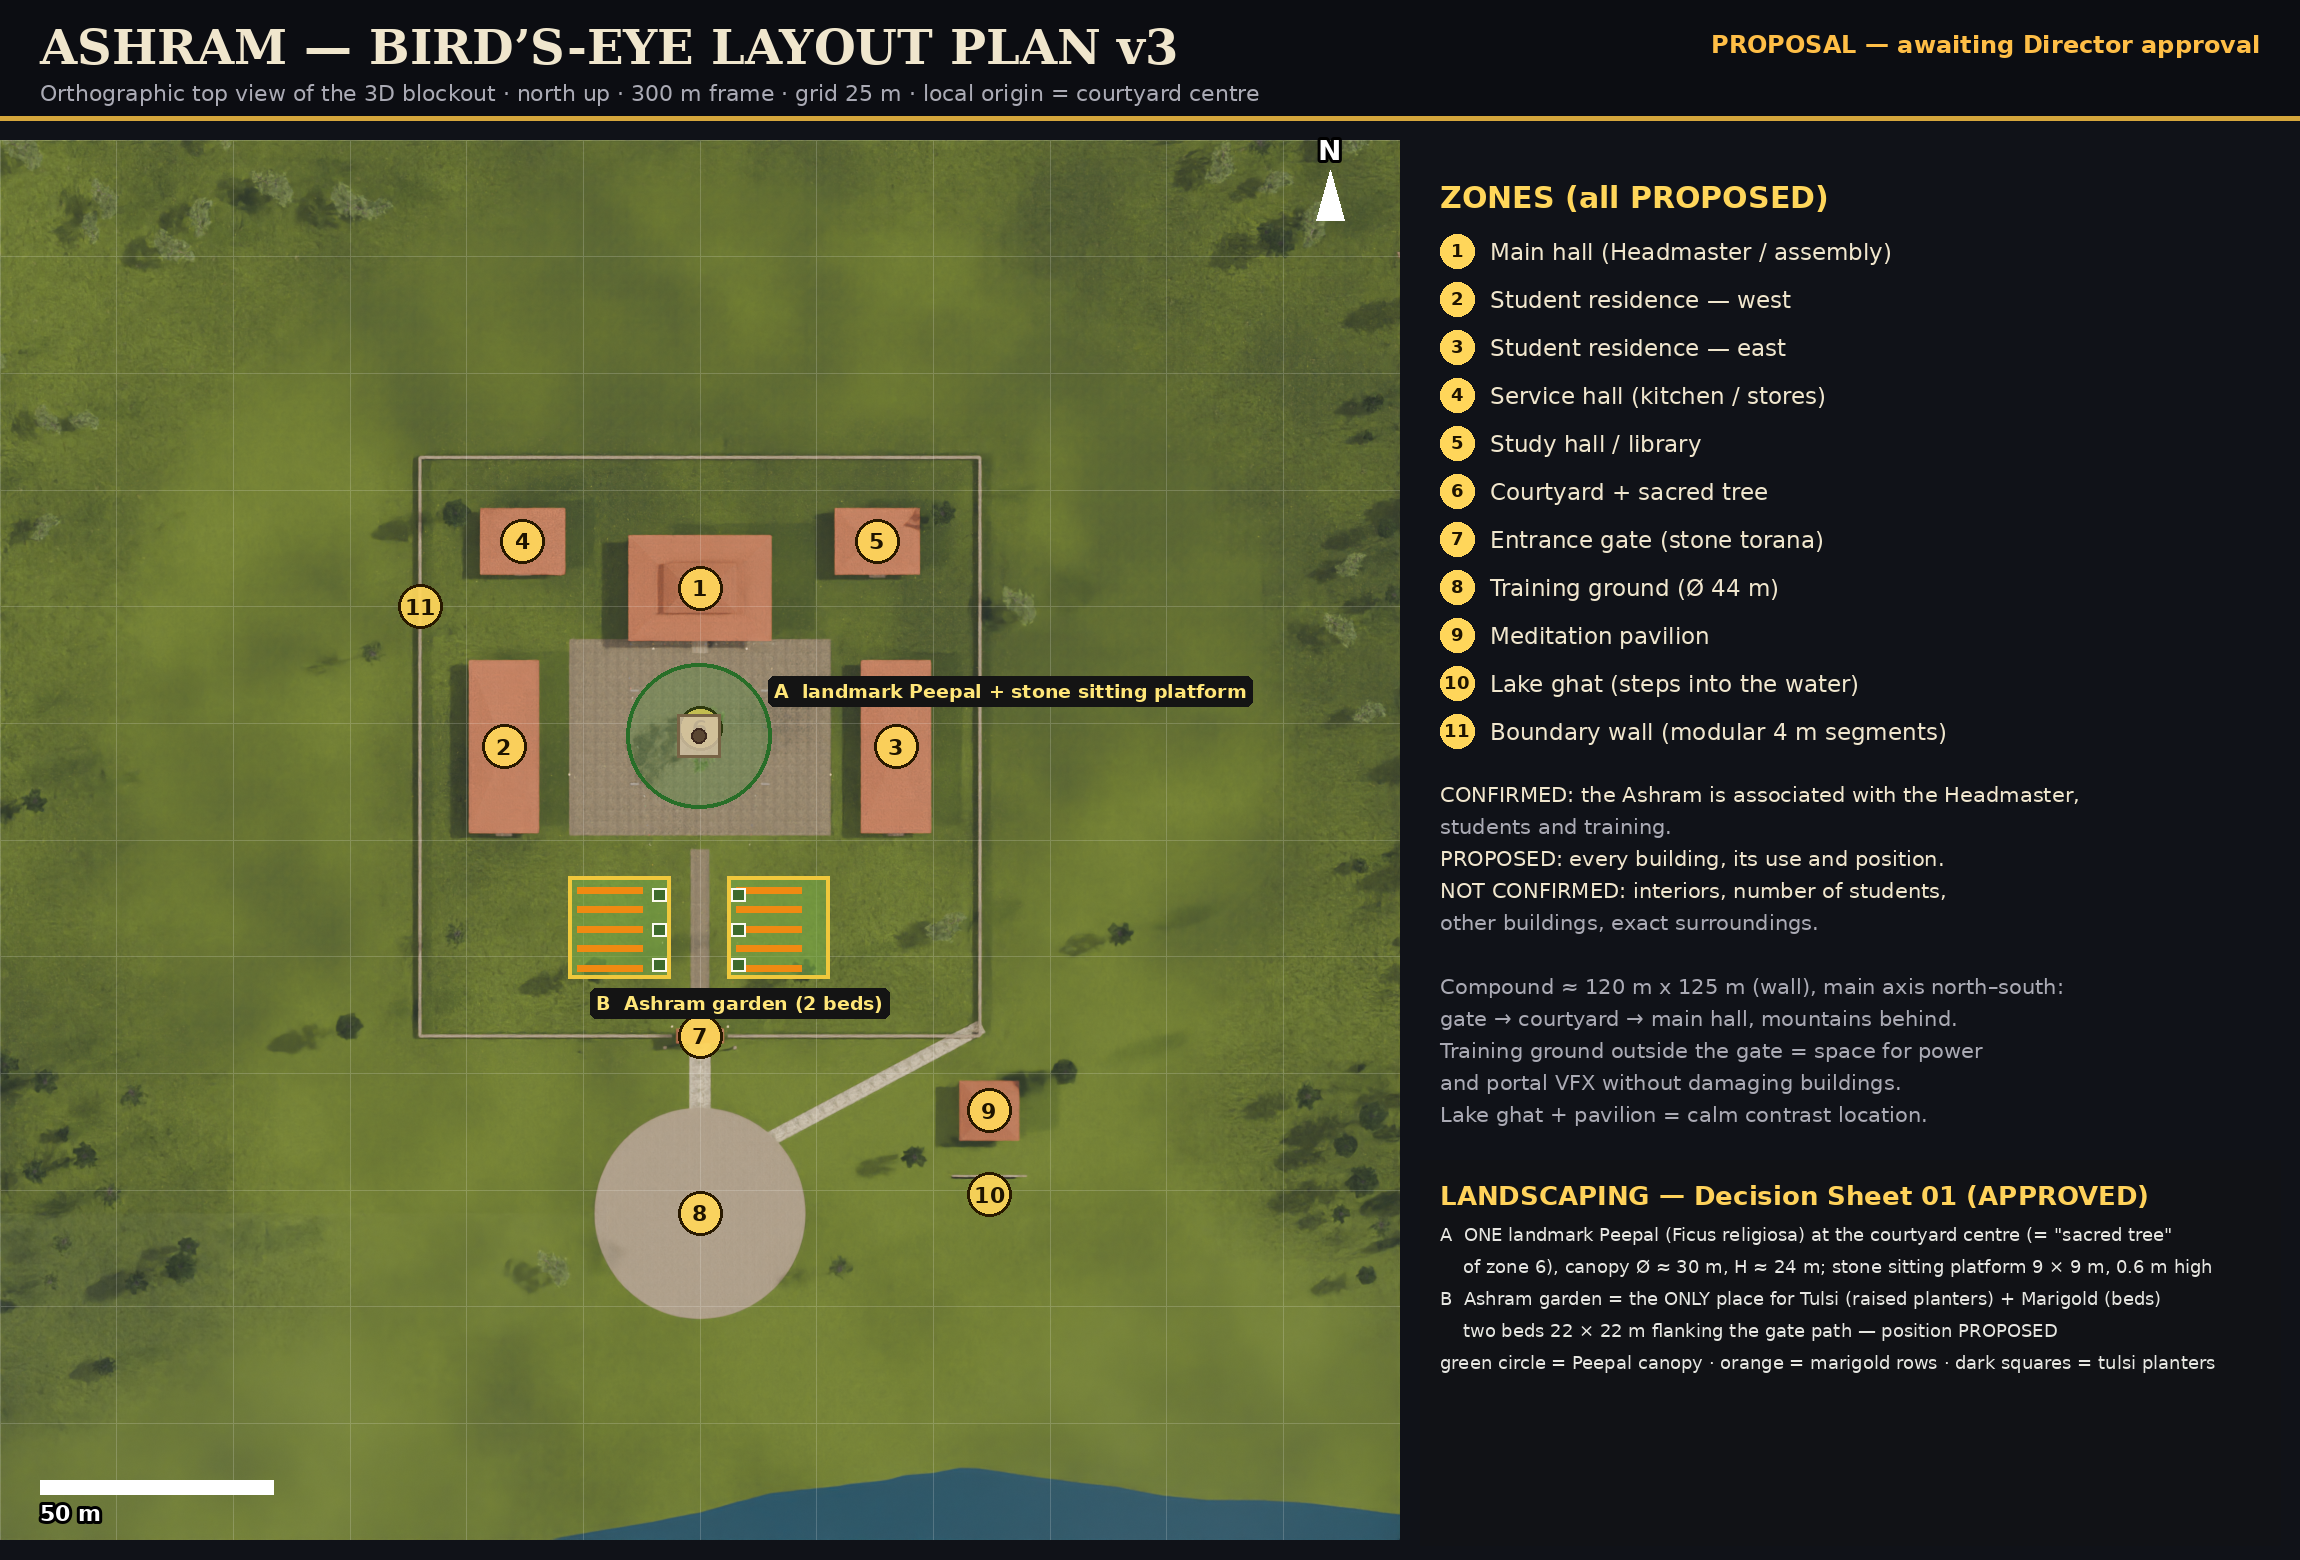 ASHRAM — BIRD’S-EYE LAYOUT PLAN v3
PROPOSAL — awaiting Director approval
Orthographic top view of the 3D blockout · north up · 300 m frame · grid 25 m · local origin = courtyard centre
N
4
5
1
11
A landmark Peepal + stone sitting platform
2
3
B Ashram garden (2 beds)
7
9
10
8
50 m
ZONES (all PROPOSED)
1 Main hall (Headmaster / assembly)
2 Student residence — west
3 Student residence — east
4 Service hall (kitchen / stores)
5 Study hall / library
6 Courtyard + sacred tree
7 Entrance gate (stone torana)
8 Training ground (Ø 44 m)
9 Meditation pavilion
10 Lake ghat (steps into the water)
11 Boundary wall (modular 4 m segments)
CONFIRMED: the Ashram is associated with the Headmaster,
students and training.
PROPOSED: every building, its use and position.
NOT CONFIRMED: interiors, number of students,
other buildings, exact surroundings.
Compound ≈ 120 m x 125 m (wall), main axis north–south:
gate → courtyard → main hall, mountains behind.
Training ground outside the gate = space for power
and portal VFX without damaging buildings.
Lake ghat + pavilion = calm contrast location.
LANDSCAPING — Decision Sheet 01 (APPROVED)
A ONE landmark Peepal (Ficus religiosa) at the courtyard centre (= "sacred tree"
of zone 6), canopy Ø ≈ 30 m, H ≈ 24 m; stone sitting platform 9 × 9 m, 0.6 m high
B Ashram garden = the ONLY place for Tulsi (raised planters) + Marigold (beds)
two beds 22 × 22 m flanking the gate path — position PROPOSED
green circle = Peepal canopy · orange = marigold rows · dark squares = tulsi planters